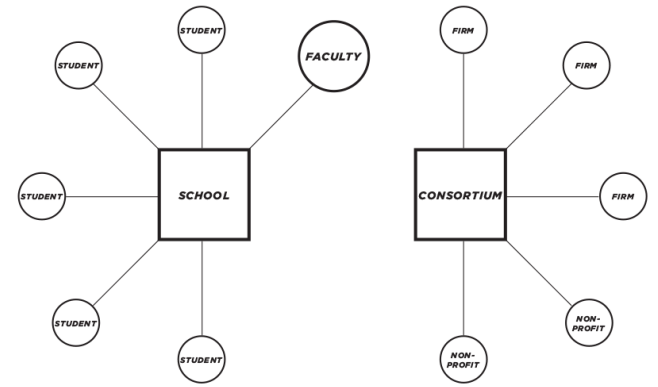 STUDENT
FIRM
FACULTY
STUDENT
FIRM
STUDENT
SCHOOL
CONSORTIUM
FIRM
STUDENT
NON-
PROFIT
STUDENT
NON-
PROFIT